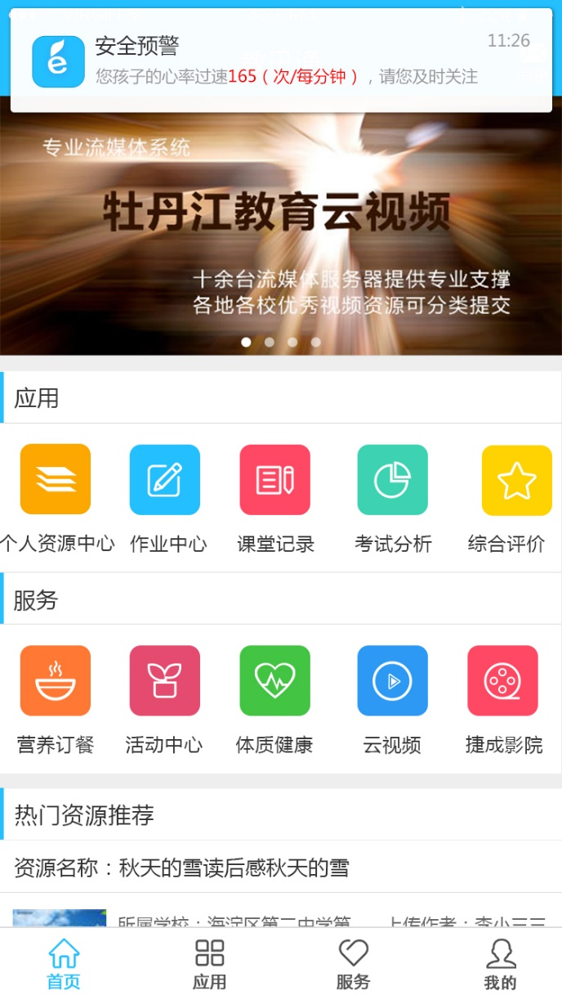 安全预警
11:26
您孩子的心率过速165（次/每分钟），请您及时关注
专业流媒体系统
牡丹江教育云视频
十余台流媒体服务器提供专业支撑
各地各校优秀视频资源可分类提交
应用
个人资源中心 作业中心 课堂记录 考试分析 综合评价
服务
营养订餐 活动中心 体质健康 云视频 捷成影院
热门资源推荐
资源名称：秋天的雪读后感秋天的雪
所属学校：海淀区第二中学第 上传作者：李小三三
首页 应用 服务 我的